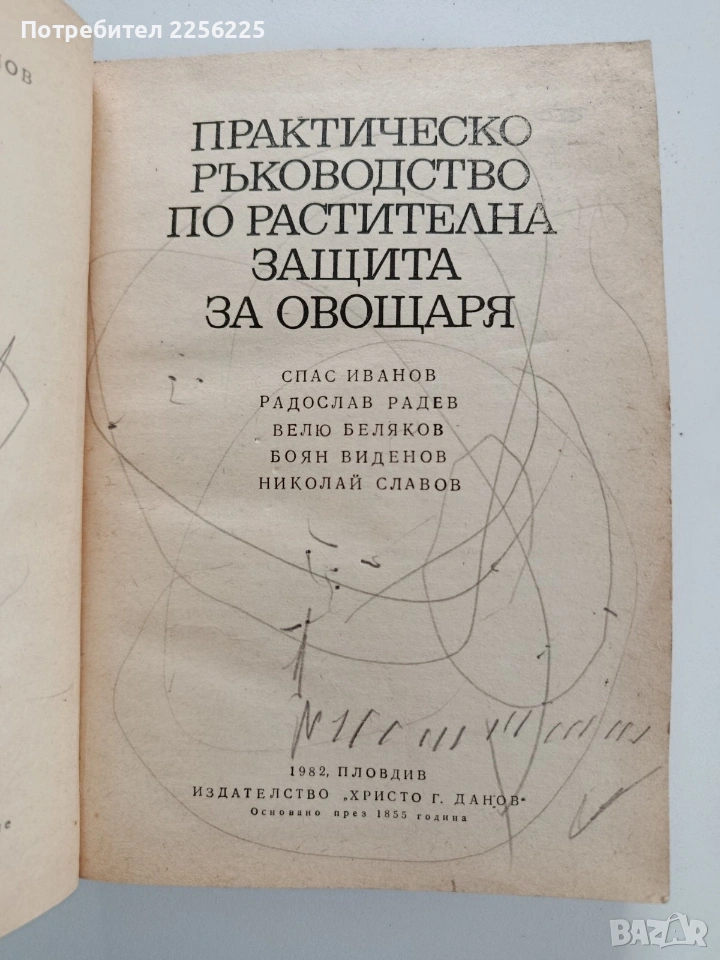 Потребител 2256225
ПРАКТИЧЕСКО
РЪКОВОДСТВО
ПО РАСТИТЕЛНА
ЗАЩИТА
ЗА ОВОЩАРЯ
СПАС ИВАНОВ
РАДОСЛАВ РАДЕВ
ВЕЛЮ БЕЛЯКОВ
БОЯН ВИДЕНОВ
НИКОЛАЙ СЛАВОВ
1982, ПЛОВДИВ
ИЗДАТЕЛСТВО „ХРИСТО Г. ДАНОВ“
Основано през 1855 година
BAZAR